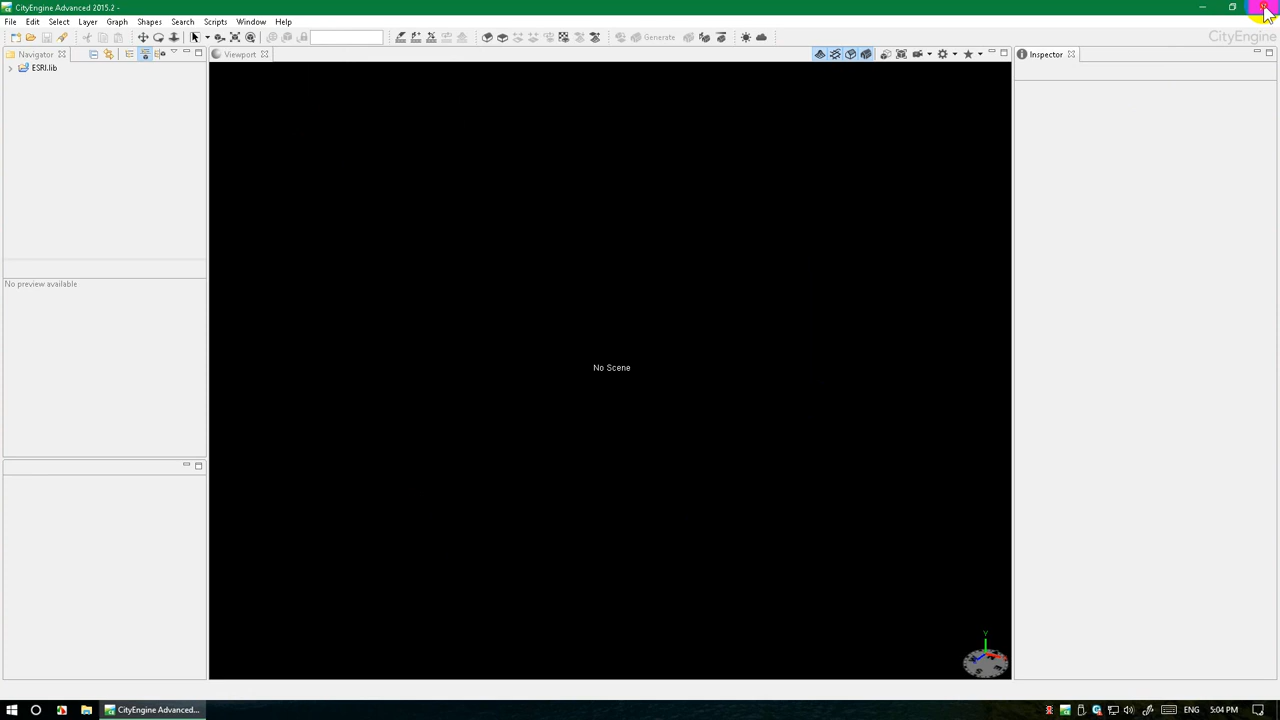 CityEngine Advanced 2015.2 -
File Edit Select Layer Graph Shapes Search Scripts Window Help
Generate
CityEngine
Navigator
Viewport
Inspector
ESRI.lib
No preview available
No Scene
Y
CityEngine Advanced...
ENG
5:04 PM